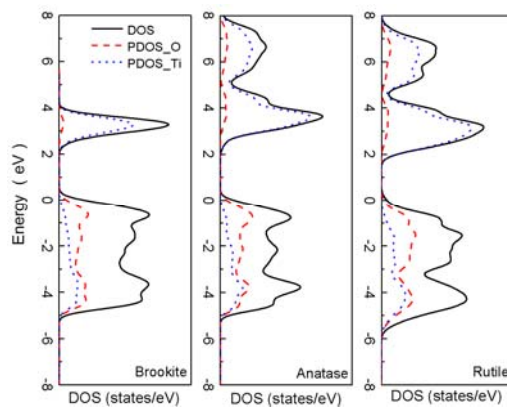 DOS
PDOS_O
PDOS_Ti
8
6
4
2
0
-2
-4
-6
-8
Energy ( eV)
Brookite
DOS (states/eV)
8
6
4
2
0
-2
-4
-6
-8
Anatase
DOS (states/eV)
8
6
4
2
0
-2
-4
-6
-8
Rutile
DOS (states/eV)